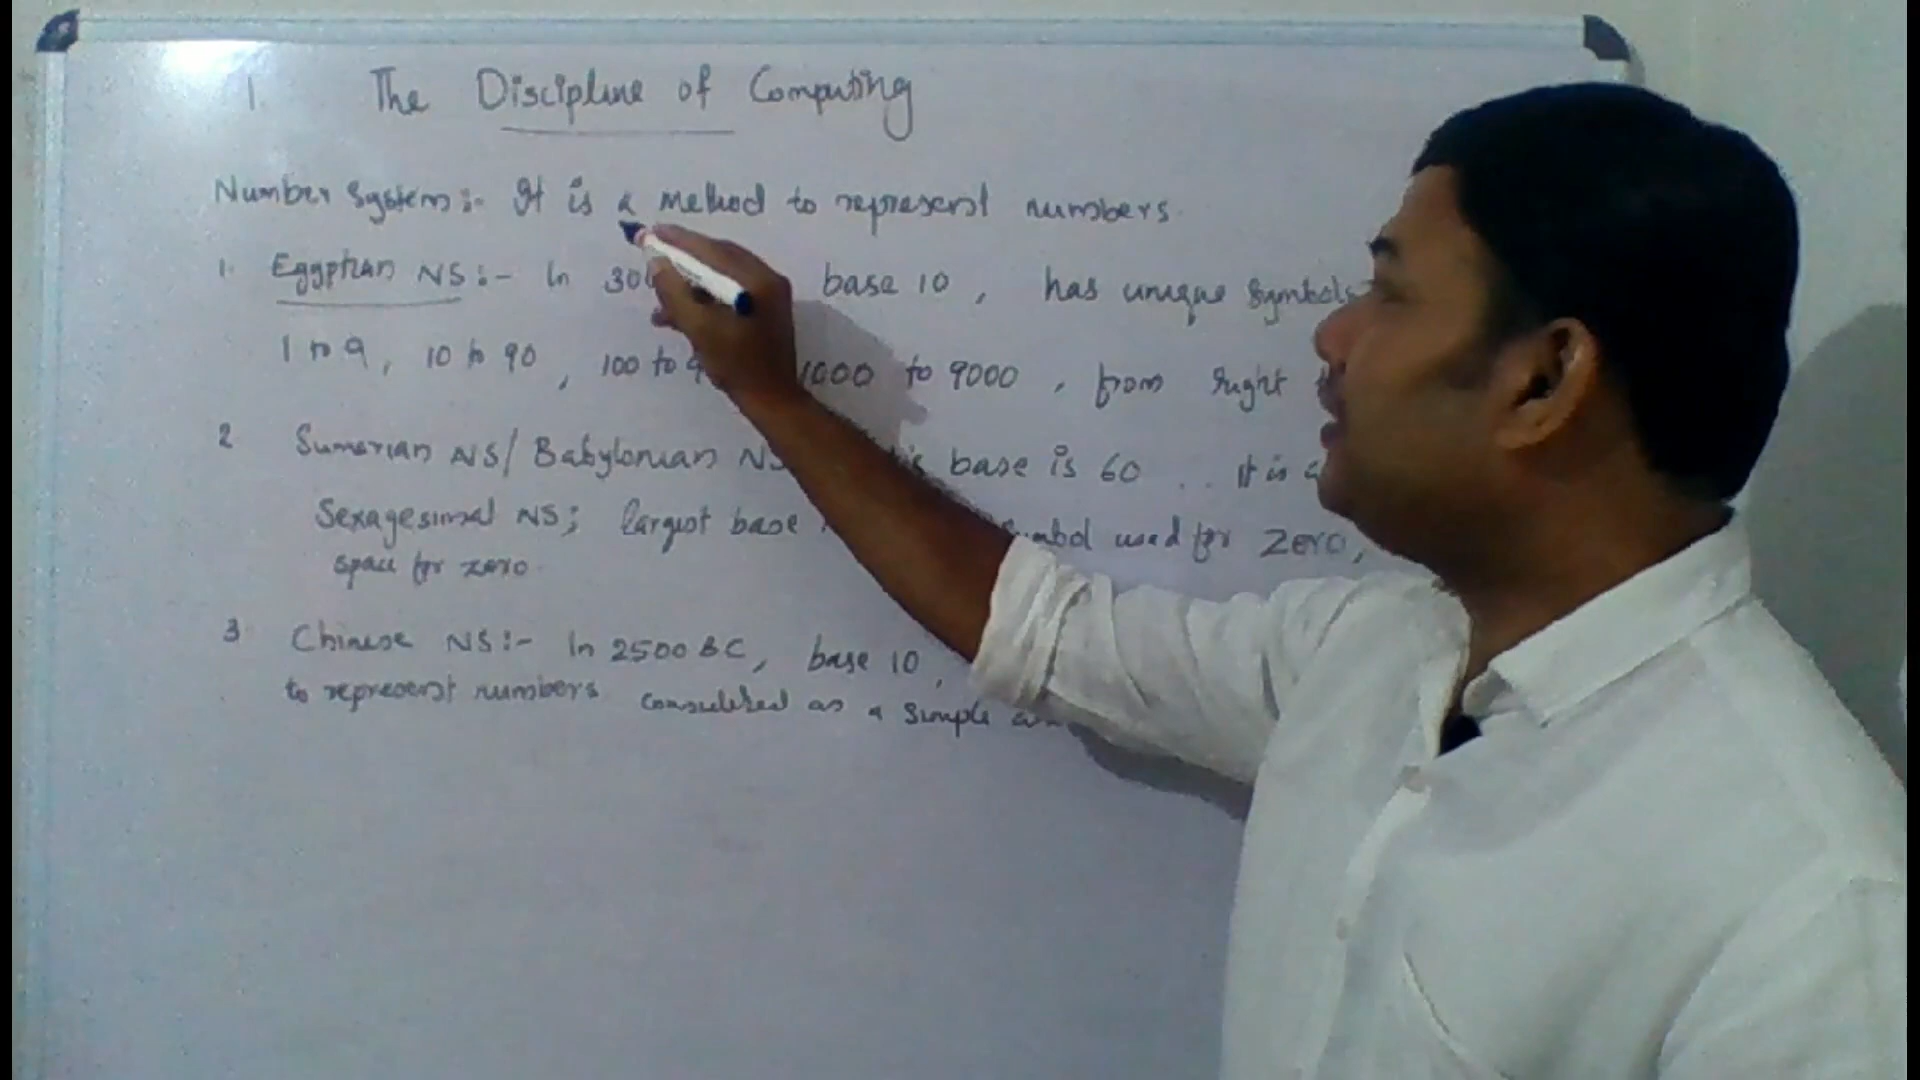 1. The Discipline of Computing
Number System:- It is a method to represent numbers.
1. Egyptian NS:- In base 10, has unique symbols
1 to 9, 10 to 90, 100 to 1000 to 9000, from right
2 Sumerian NS/ Babylonian NS base is 60.. It is
Sexagesimal NS; largest base used for zero,
space for zero.
3 Chinese NS:- In 2500 BC, base 10,
to represent numbers considered as a simple